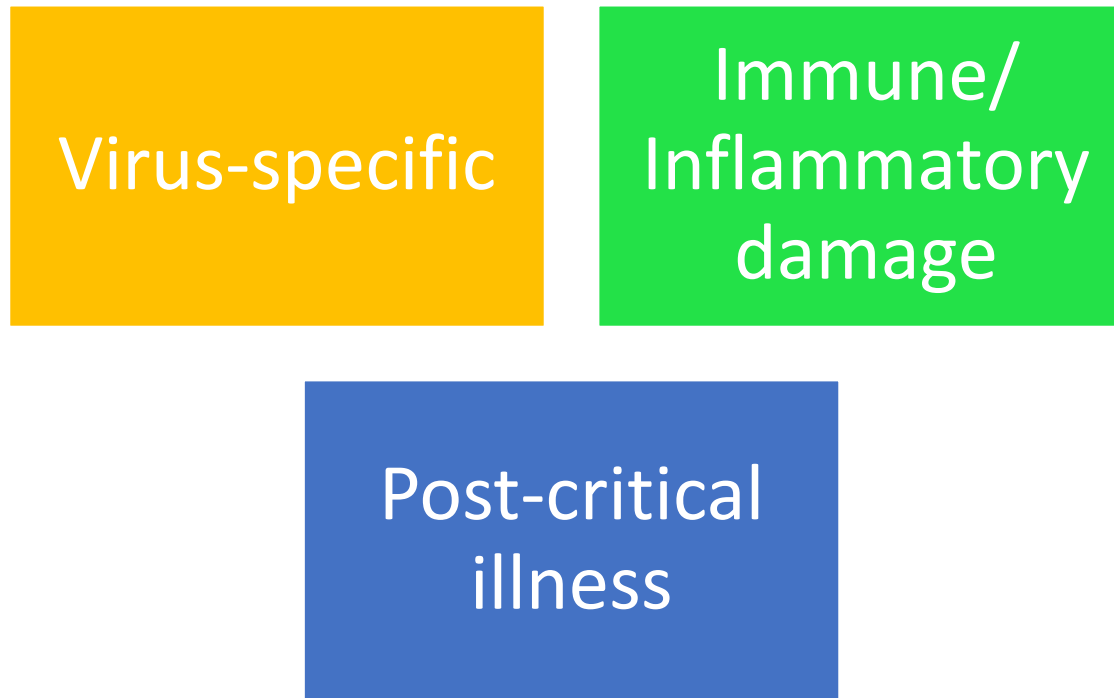 Virus-specific
Immune/
Inflammatory
damage
Post-critical
illness